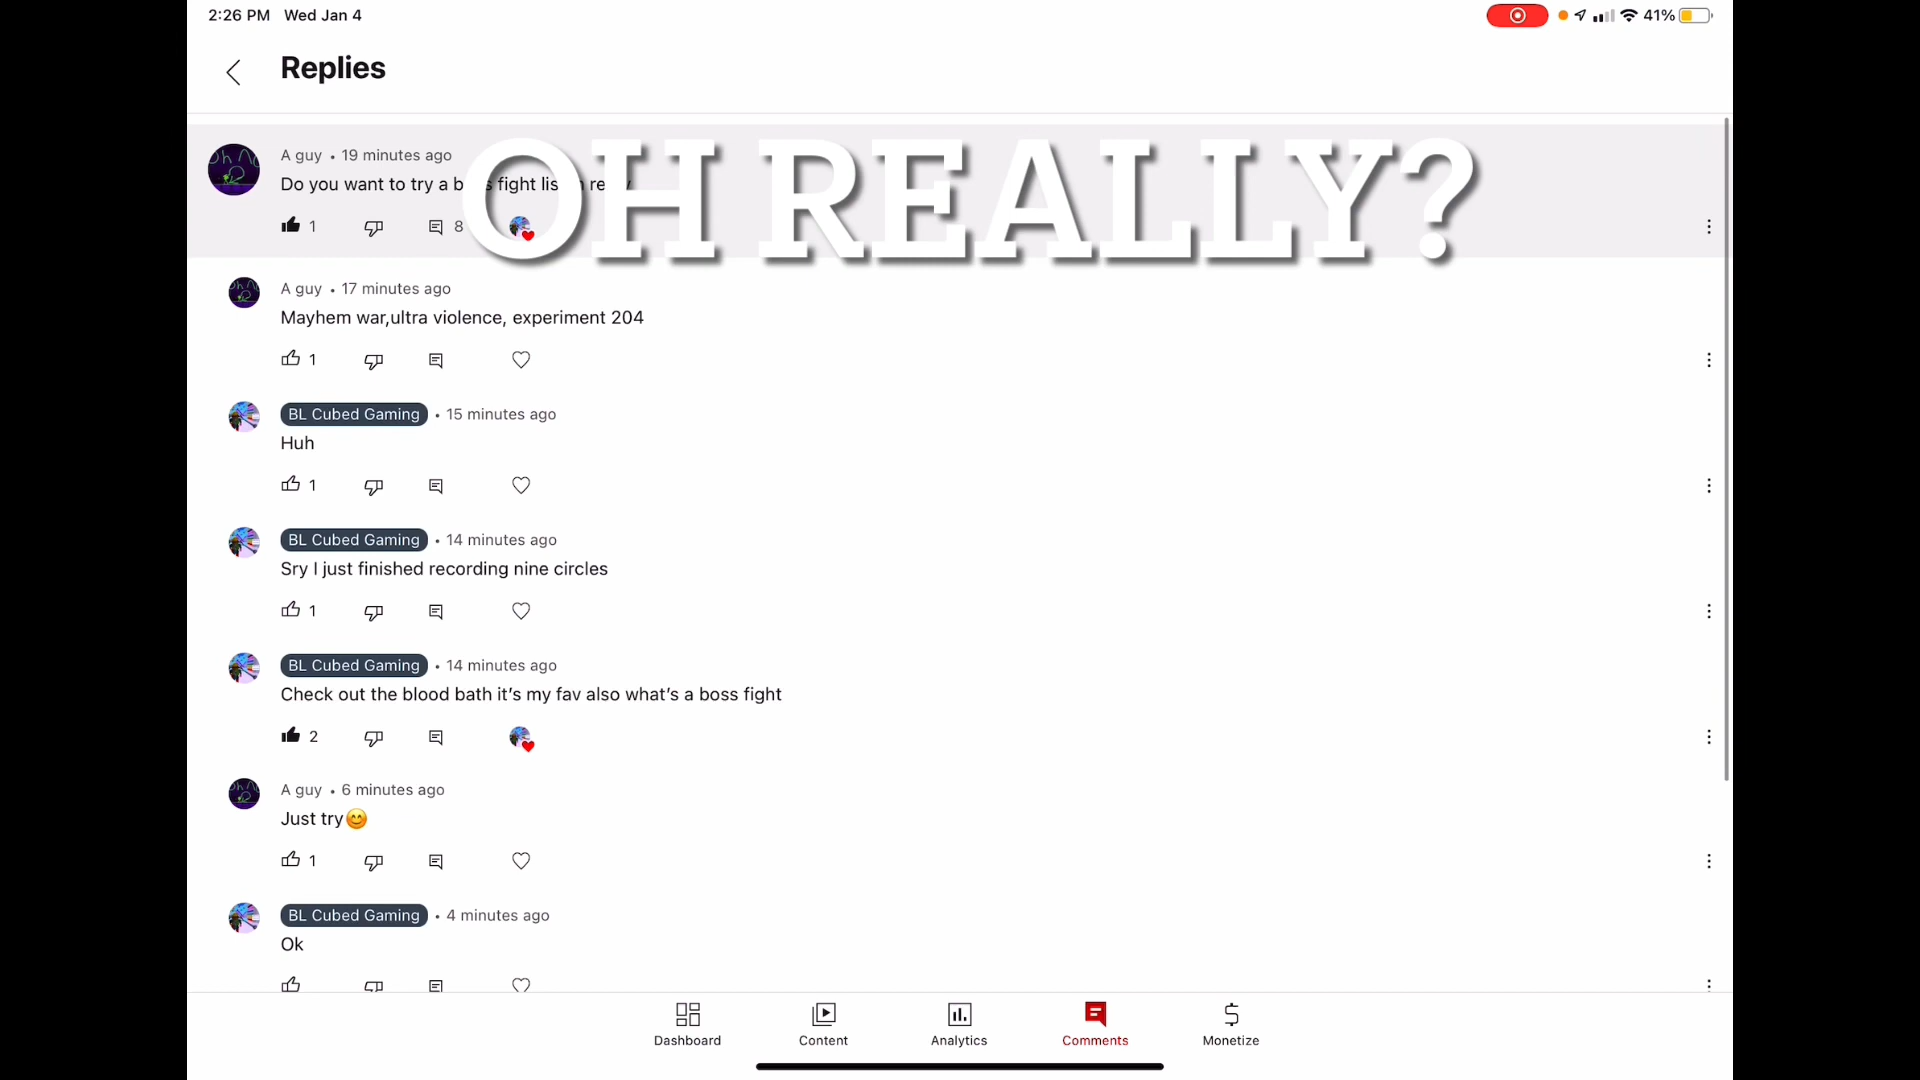 2:26 PM Wed Jan 4
41%
Replies
OH REALLY?
A guy • 19 minutes ago
Do you want to try a fight
1 8
A guy • 17 minutes ago
Mayhem war,ultra violence, experiment 204
1
BL Cubed Gaming • 15 minutes ago
Huh
1
BL Cubed Gaming • 14 minutes ago
Sry I just finished recording nine circles
1
BL Cubed Gaming • 14 minutes ago
Check out the blood bath it’s my fav also what’s a boss fight
2
A guy • 6 minutes ago
Just try😊
1
BL Cubed Gaming • 4 minutes ago
Ok
Dashboard Content Analytics Comments Monetize